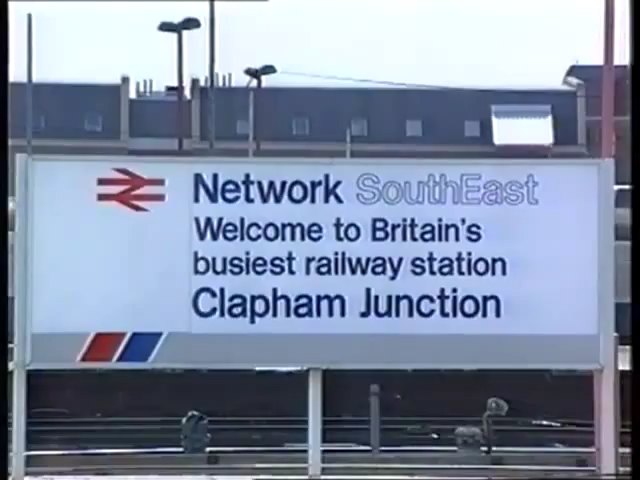 Network SouthEast
Welcome to Britain's
busiest railway station
Clapham Junction